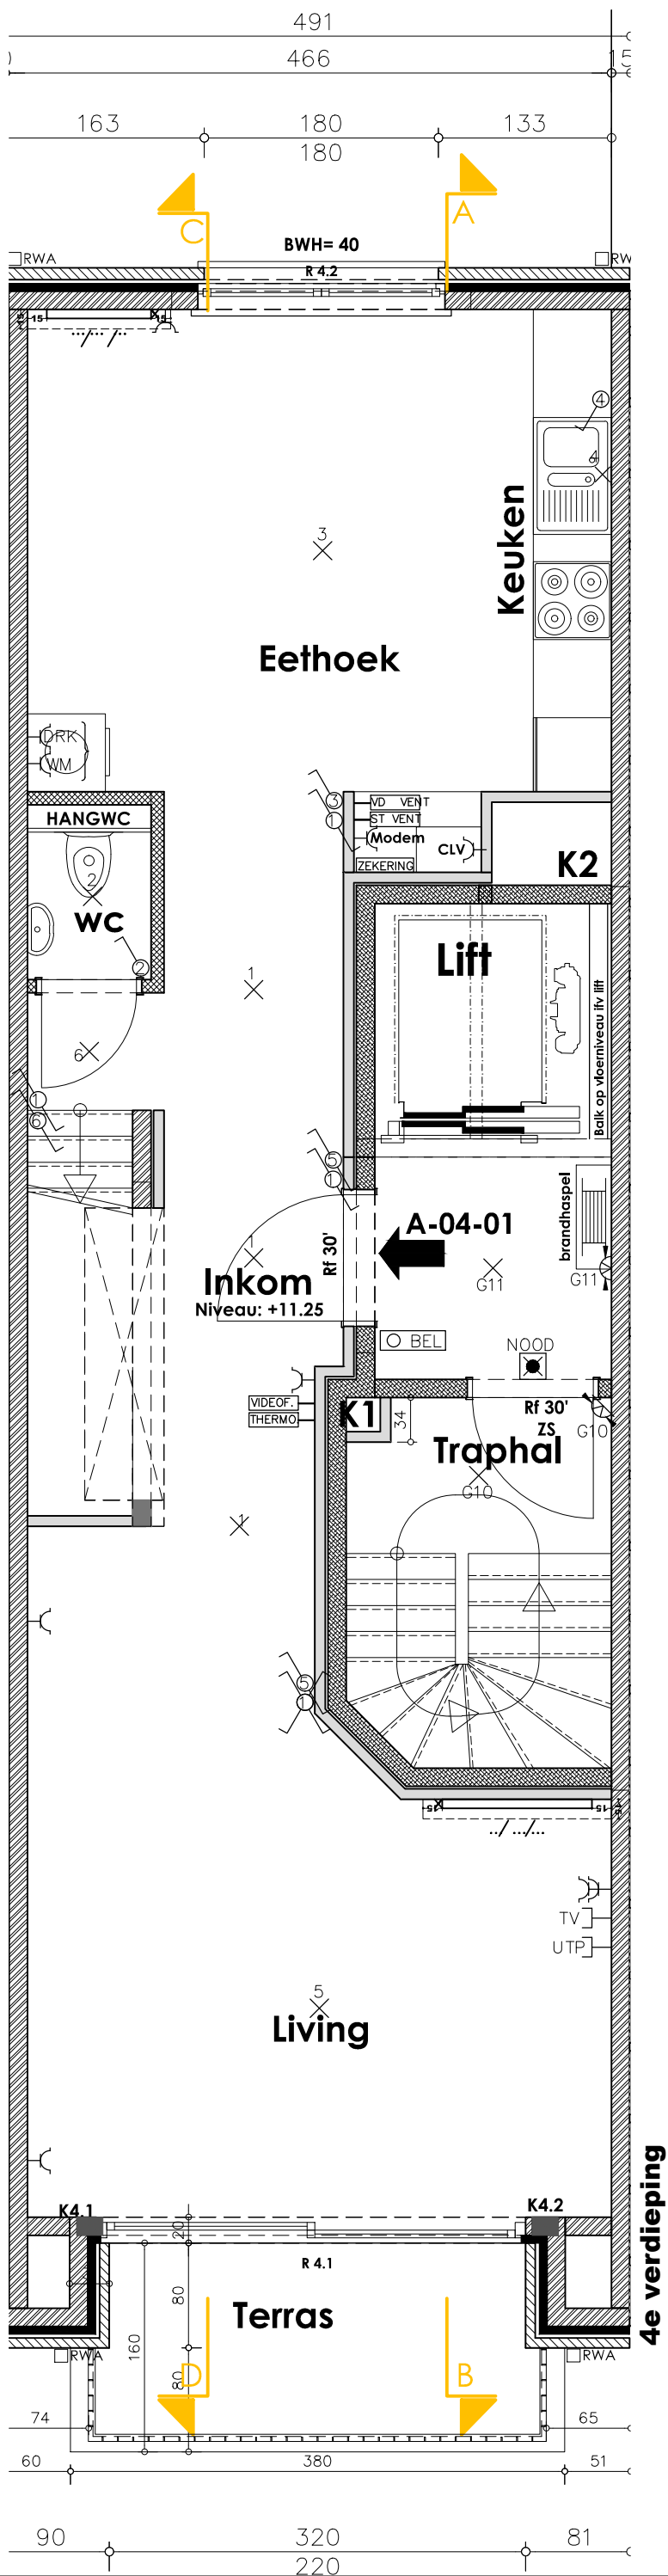 491
466
15
163
180
133
180
C
A
BWH= 40
RWA
R 4.2
RW
15
15
15
.../ .../ ...
4
4
Keuken
3
Eethoek
DRK
WM
3
VD VENT
1
ST VENT
HANGWC
Modem
CLV
ZEKERING
K2
2
WC
2
Lift
1
Balk op vloerniveau ifv lift
6
1
6
5
1
A-04-01
brandhaspel
Rf 30'
1
G11
G11
Inkom
Niveau: +11.25
BEL
NOOD
VIDEOF.
THERMO
K1
34
Rf 30'
ZS
G10
Traphal
G10
1
5
1
15
15
15
../ .../...
TV
UTP
5
Living
K4.1
K4.2
20
R 4.1
80
Terras
160
4e verdieping
RWA
RWA
80
D
B
74
65
60
380
51
90
320
81
220